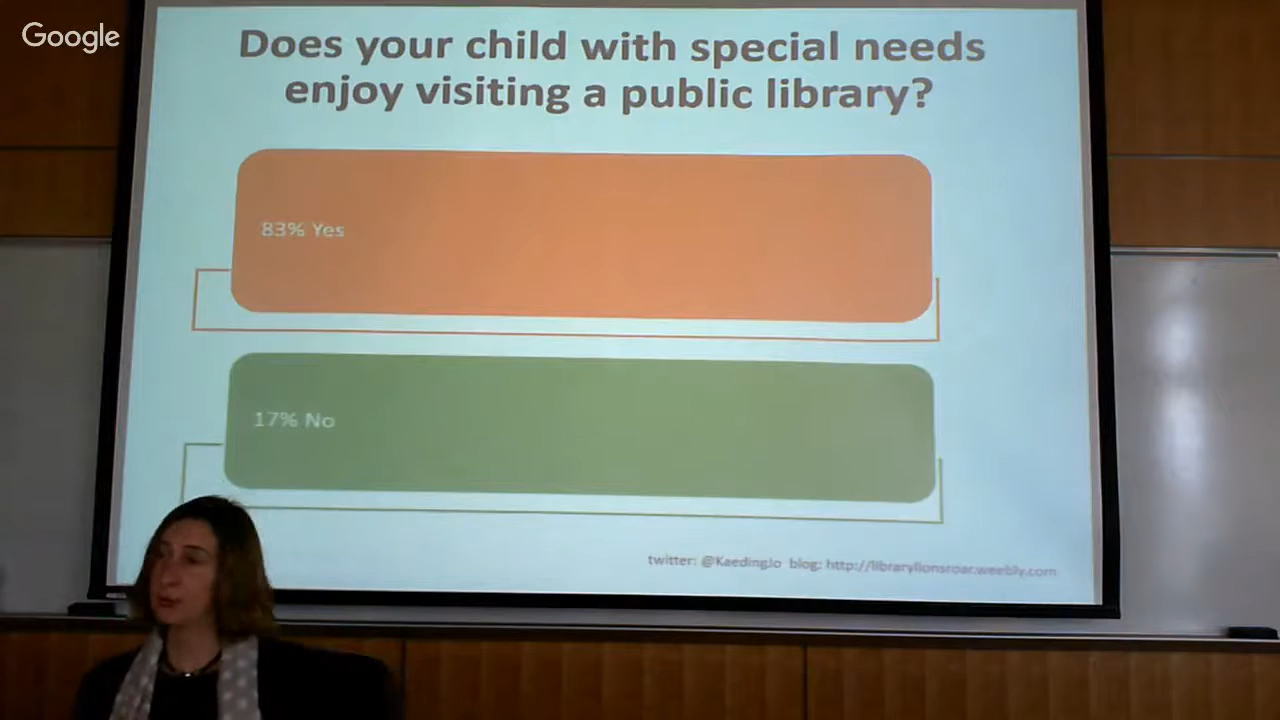 Google
Does your child with special needs
enjoy visiting a public library?
83% Yes
17% No
twitter: @KaedingJo blog: http://librarylionsroar.weebly.com